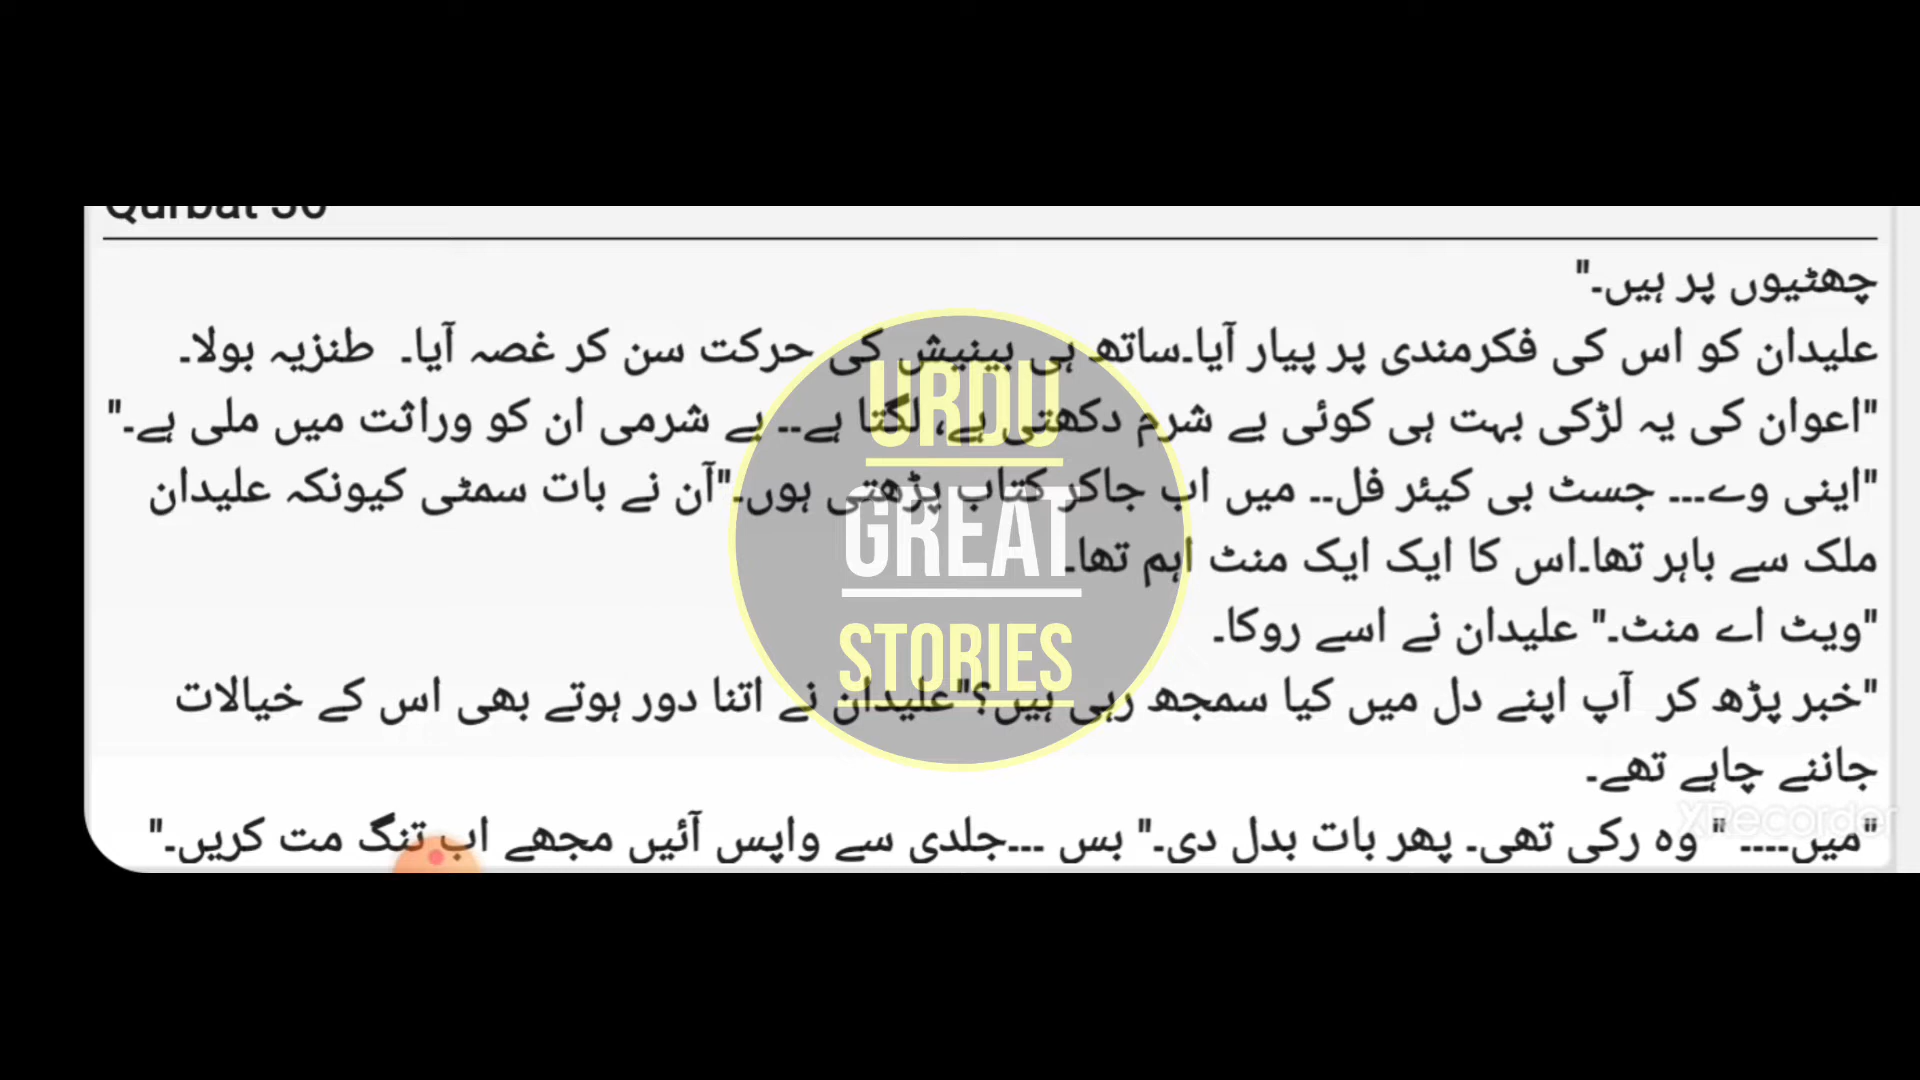 Qurbat 36
چھٹیوں پر ہیں۔"
علیدان کو اس کی فکرمندی پر پیار آیا۔ساتھ ہی بینیش کی حرکت سن کر غصہ آیا۔ طنزیہ بولا۔
"اعوان کی یہ لڑکی بہت ہی کوئی بے شرم دکھتی ہے، لگتا ہے۔۔ بے شرمی ان کو وراثت میں ملی ہے۔"
"اینی وے۔۔۔ جسٹ بی کیئر فل۔۔ میں اب جاکر کتاب پڑھتی ہوں۔"آن نے بات سمٹی کیونکہ علیدان
ملک سے باہر تھا۔اس کا ایک ایک منٹ اہم تھا۔
"ویٹ اے منٹ۔" علیدان نے اسے روکا۔
"خبر پڑھ کر آپ اپنے دل میں کیا سمجھ رہی ہیں؟"علیدان نے اتنا دور ہوتے بھی اس کے خیالات
جاننے چاہے تھے۔
"میں۔۔۔۔" وہ رکی تھی۔ پھر بات بدل دی۔" بس ۔۔۔جلدی سے واپس آئیں مجھے اب تنگ مت کریں۔"
URDU
GREAT
STORIES
XRecorder